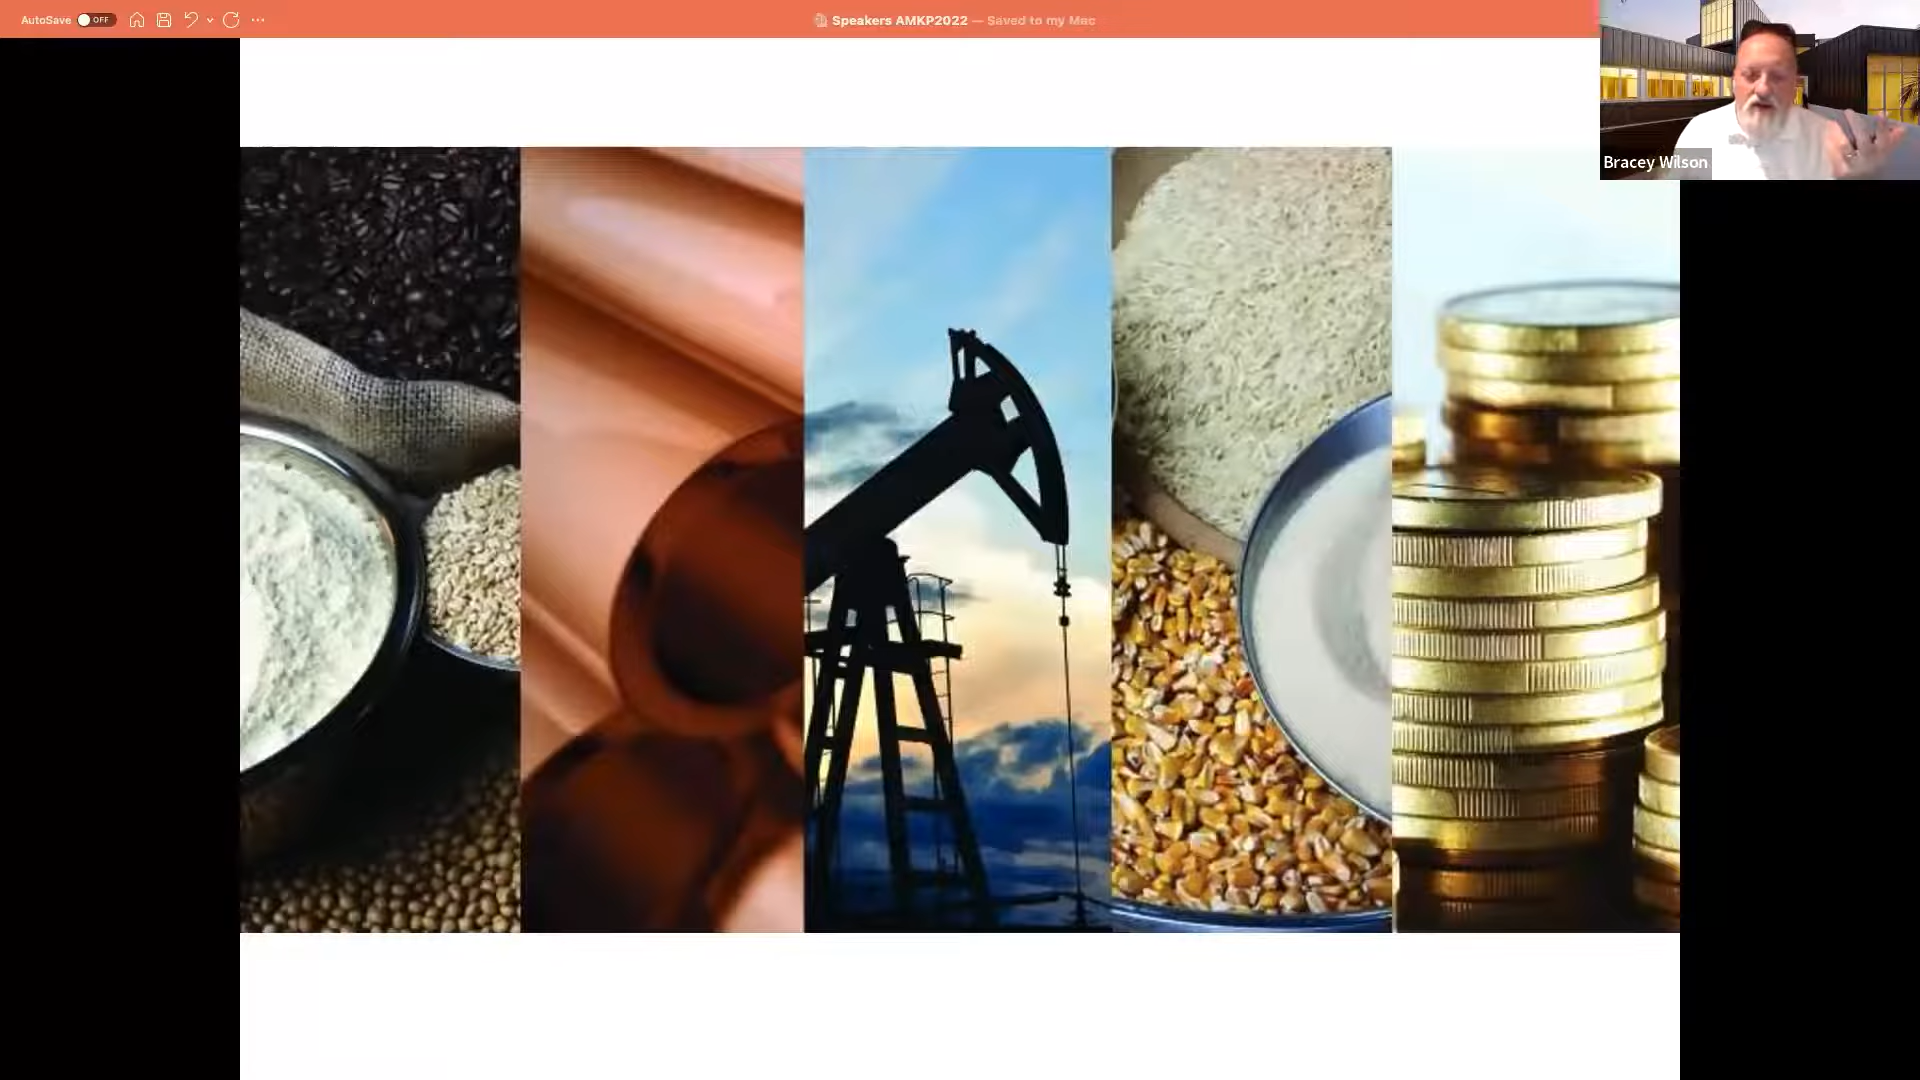 AutoSave OFF
Speakers AMKP2022 — Saved to my Mac
Bracey Wilson